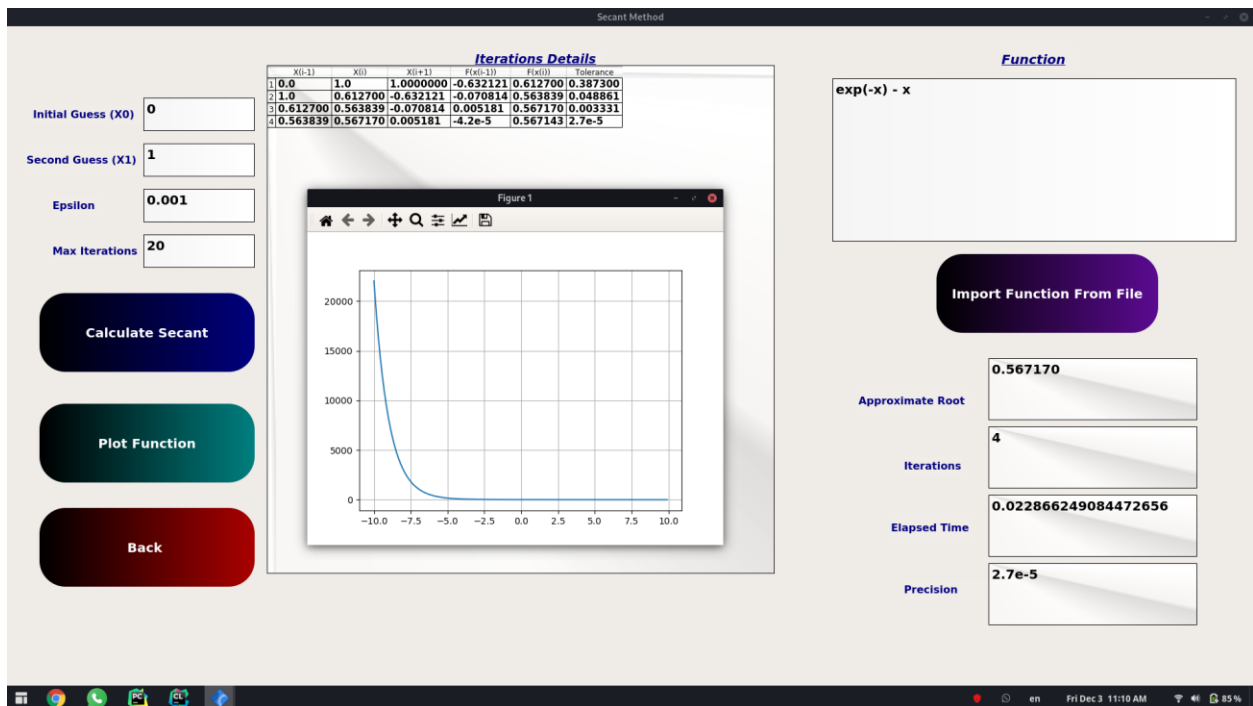 Secant Method
Iterations Details
Function
X(i-1) X(i) X(i+1) F(x(i-1)) F(x(i)) Tolerance
1 0.0 1.0 1.0000000 -0.632121 0.612700 0.387300
2 1.0 0.612700 -0.632121 -0.070814 0.563839 0.048861
3 0.612700 0.563839 -0.070814 0.005181 0.567170 0.003331
4 0.563839 0.567170 0.005181 -4.2e-5 0.567143 2.7e-5
exp(-x) - x
Initial Guess (X0) 0
Second Guess (X1) 1
Epsilon 0.001
Max Iterations 20
Calculate Secant
Plot Function
Back
Figure 1
20000
15000
10000
5000
0
−10.0 −7.5 −5.0 −2.5 0.0 2.5 5.0 7.5 10.0
Import Function From File
Approximate Root 0.567170
Iterations 4
Elapsed Time 0.022866249084472656
Precision 2.7e-5
PC CL en Fri Dec 3 11:10 AM 85 %